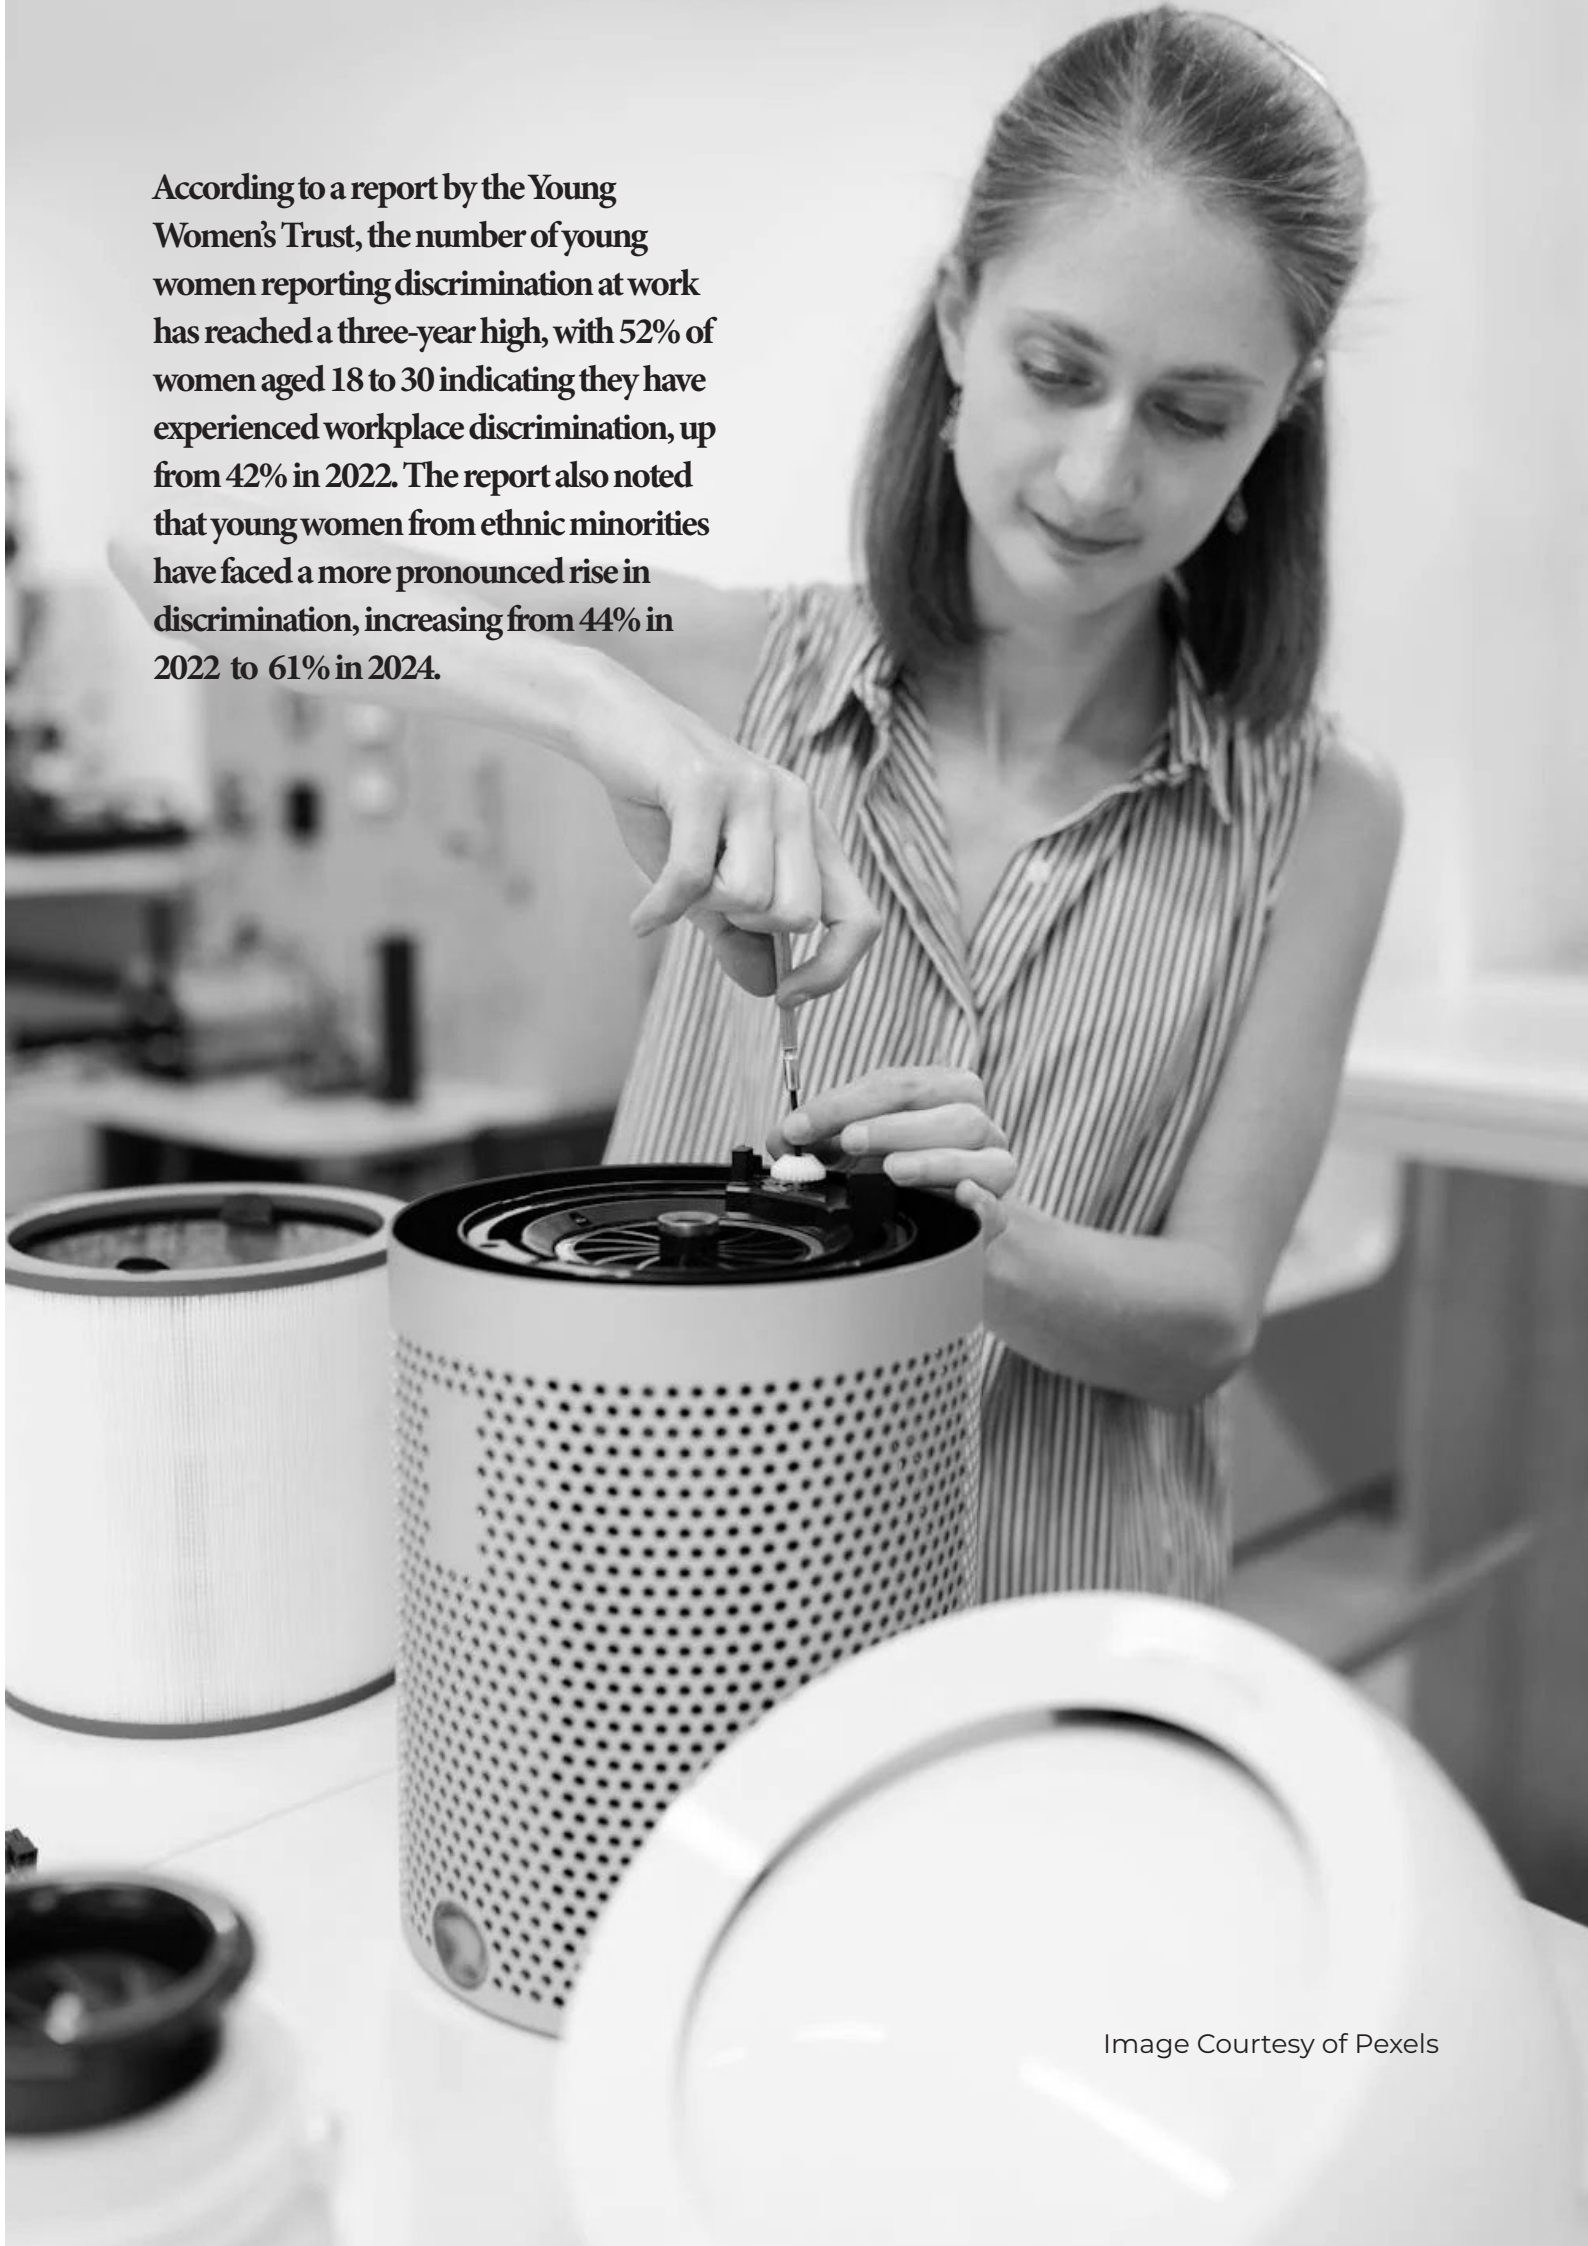 According to a report by the Young
Women’s Trust, the number of young
women reporting discrimination at work
has reached a three-year high, with 52% of
women aged 18 to 30 indicating they have
experienced workplace discrimination, up
from 42% in 2022. The report also noted
that young women from ethnic minorities
have faced a more pronounced rise in
discrimination, increasing from 44% in
2022 to 61% in 2024.
Image Courtesy of Pexels